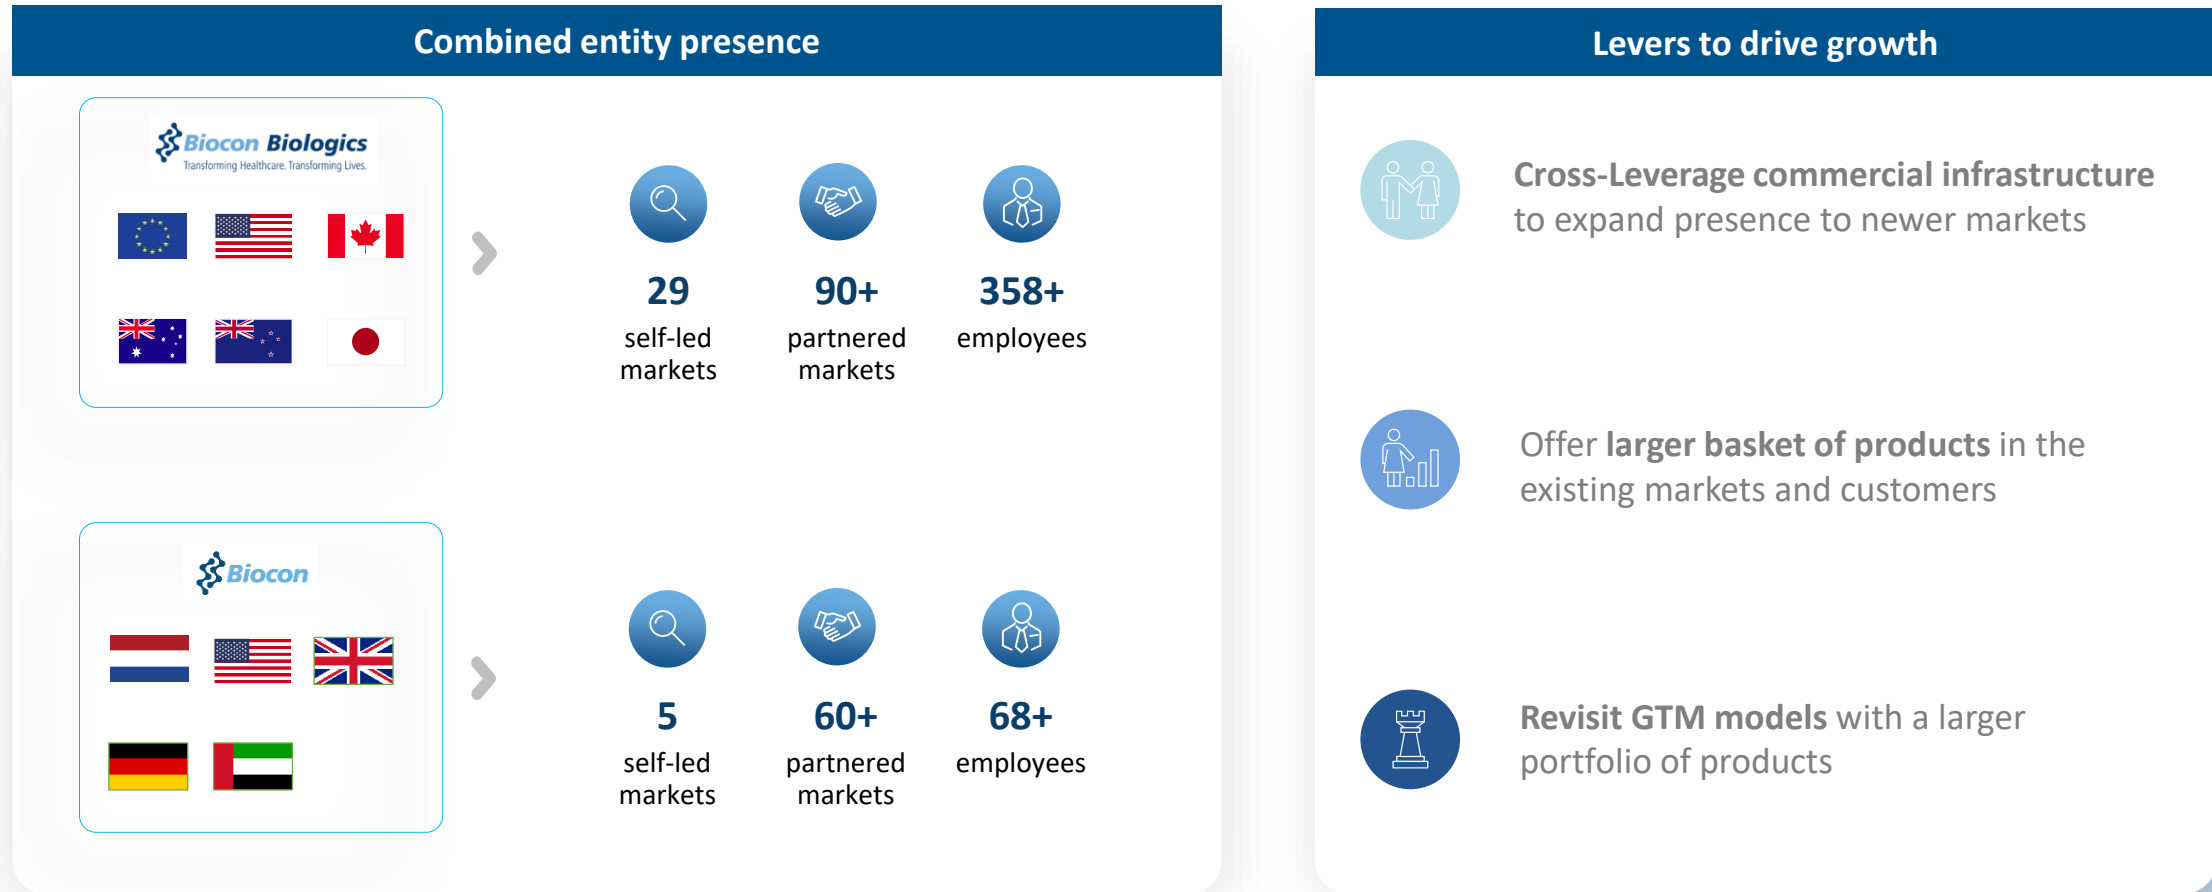 Combined entity presence
Biocon Biologics
Transforming Healthcare. Transforming Lives.
29
self-led
markets
90+
partnered
markets
358+
employees
Biocon
5
self-led
markets
60+
partnered
markets
68+
employees
Levers to drive growth
Cross-Leverage commercial infrastructure
to expand presence to newer markets
Offer larger basket of products in the
existing markets and customers
Revisit GTM models with a larger
portfolio of products